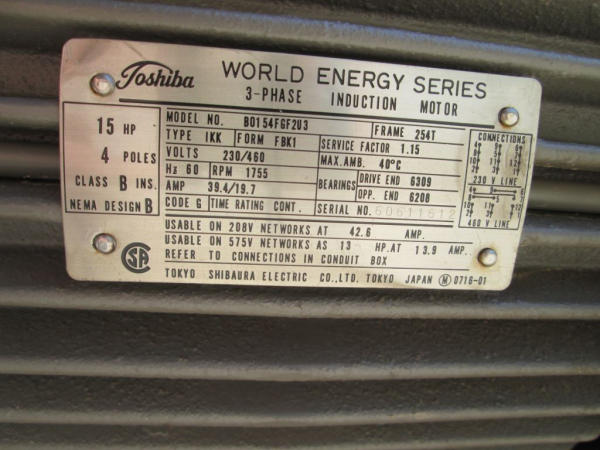 Toshiba WORLD ENERGY SERIES
3-PHASE INDUCTION MOTOR
15 HP
4 POLES
CLASS B INS.
NEMA DESIGN B
MODEL NO. B0154FGF2U3
TYPE IKK FORM FBK1 FRAME 254T
VOLTS 230/460 SERVICE FACTOR 1.15
Hz 60 RPM 1755 MAX.AMB. 40°C
AMP 39.4/19.7 BEARINGS DRIVE END 6309
OPP. END 6208
CODE G TIME RATING CONT. SERIAL NO.
CONNECTIONS
230 V LINE
460 V LINE
USABLE ON 208V NETWORKS AT 42.6 AMP.
USABLE ON 575V NETWORKS AS 13 HP.AT 13.9 AMP.
REFER TO CONNECTIONS IN CONDUIT BOX
TOKYO SHIBAURA ELECTRIC CO.,LTD. TOKYO JAPAN Ⓝ 0716-01